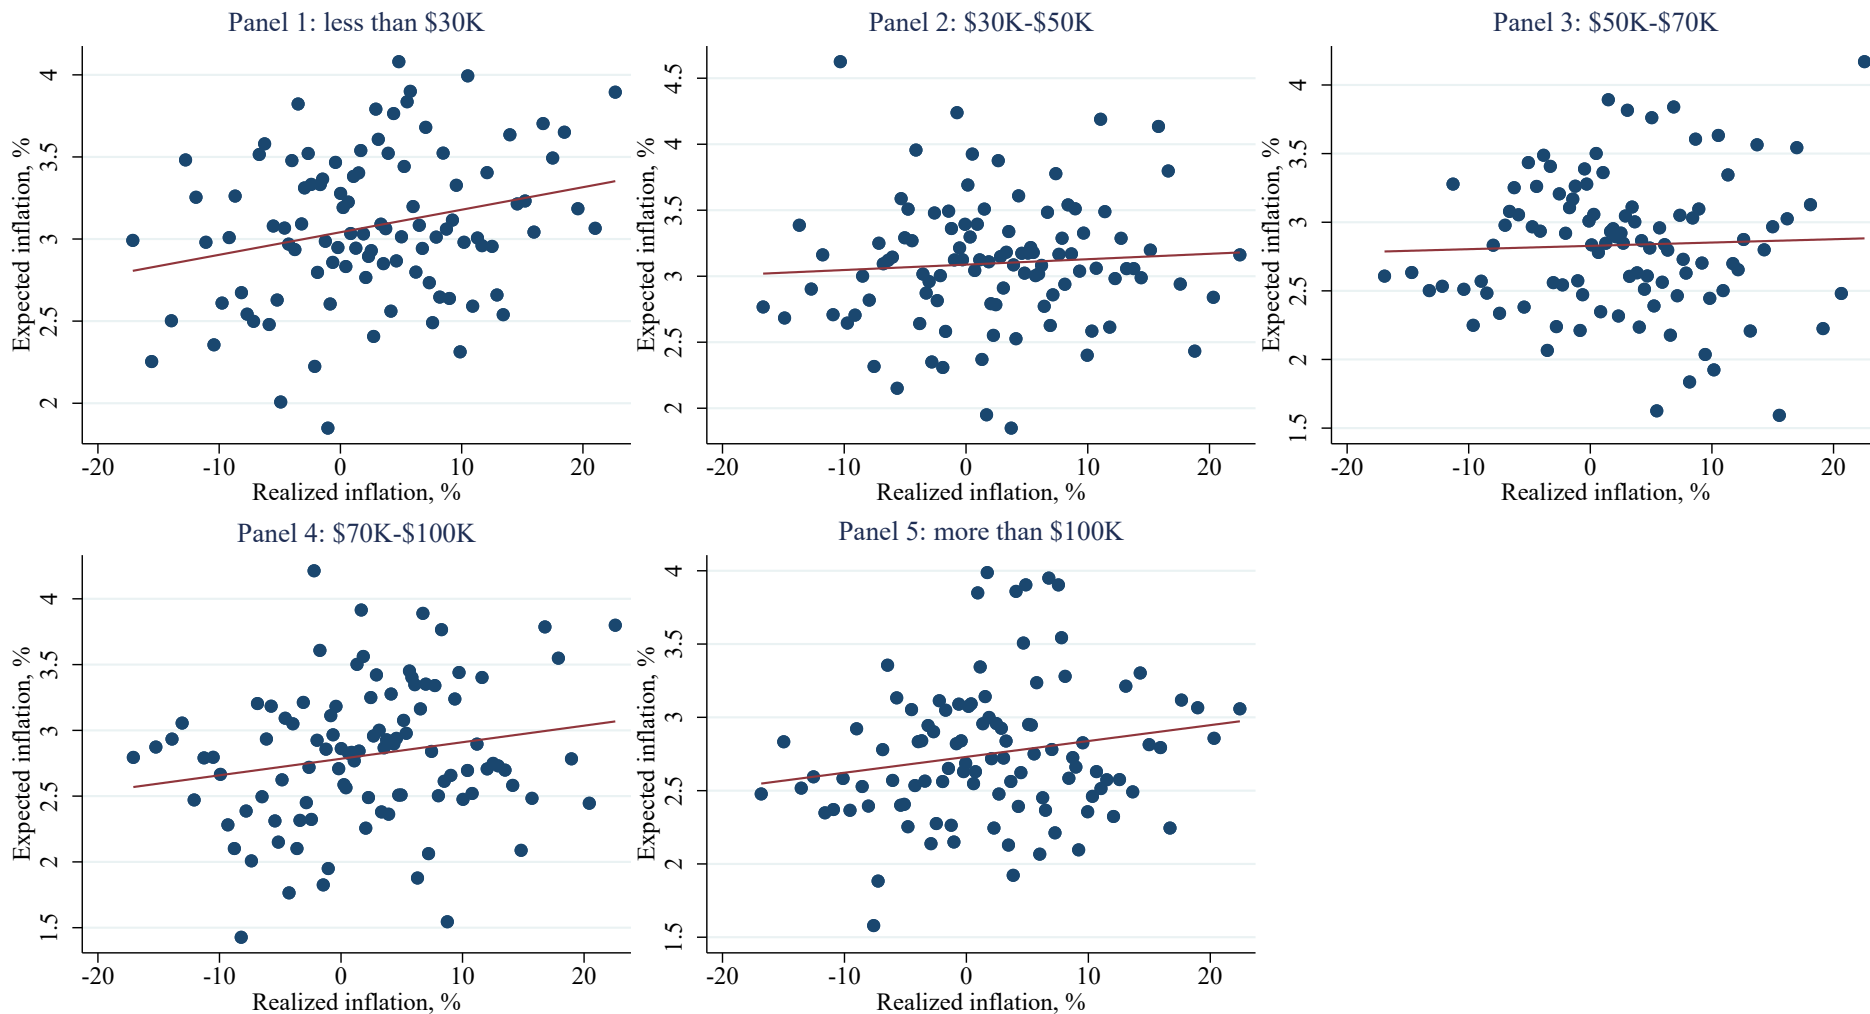 Panel 1: less than $30K
Expected inflation, %
4
3.5
3
2.5
2
-20 -10 0 10 20
Realized inflation, %
Panel 2: $30K-$50K
Expected inflation, %
4.5
4
3.5
3
2.5
2
-20 -10 0 10 20
Realized inflation, %
Panel 3: $50K-$70K
Expected inflation, %
4
3.5
3
2.5
2
1.5
-20 -10 0 10 20
Realized inflation, %
Panel 4: $70K-$100K
Expected inflation, %
4
3.5
3
2.5
2
1.5
-20 -10 0 10 20
Realized inflation, %
Panel 5: more than $100K
Expected inflation, %
4
3.5
3
2.5
2
1.5
-20 -10 0 10 20
Realized inflation, %